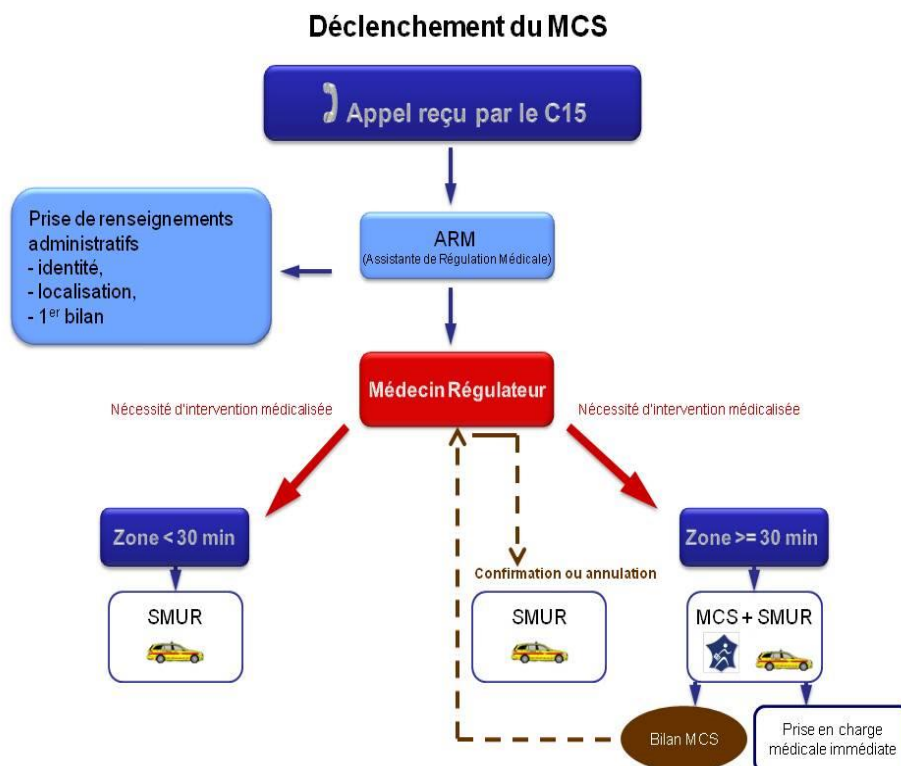 Déclenchement du MCS
Appel reçu par le C15
Prise de renseignements
administratifs
- identité,
- localisation,
- 1er bilan
ARM
(Assistante de Régulation Médicale)
Médecin Régulateur
Nécessité d'intervention médicalisée
Nécessité d'intervention médicalisée
Zone < 30 min
Zone >= 30 min
Confirmation ou annulation
SMUR
SMUR
MCS + SMUR
Bilan MCS
Prise en charge
médicale immédiate